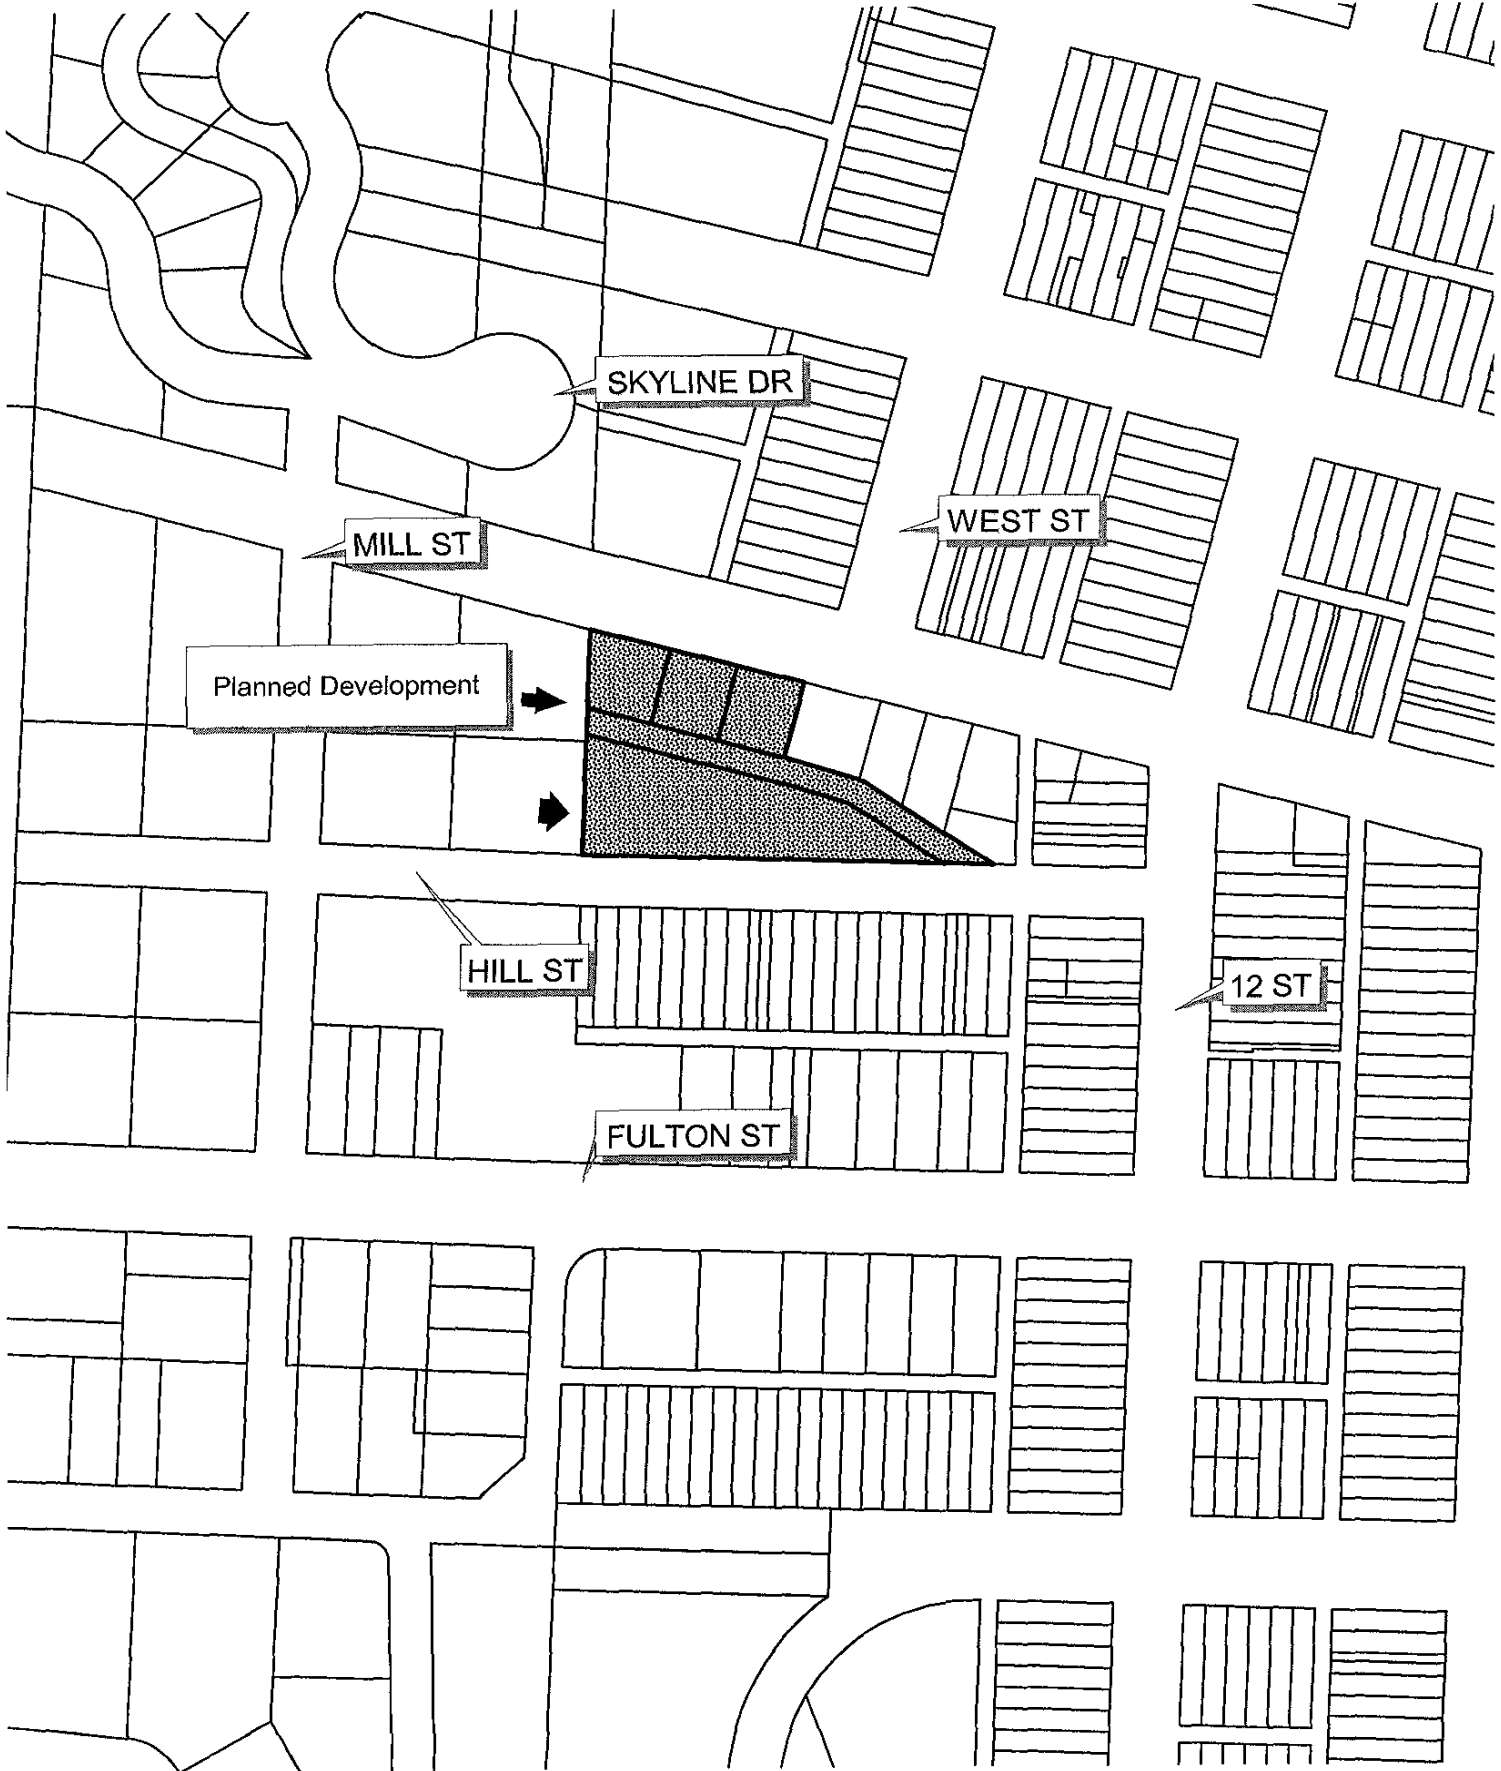 SKYLINE DR
WEST ST
MILL ST
Planned Development
HILL ST
12 ST
FULTON ST